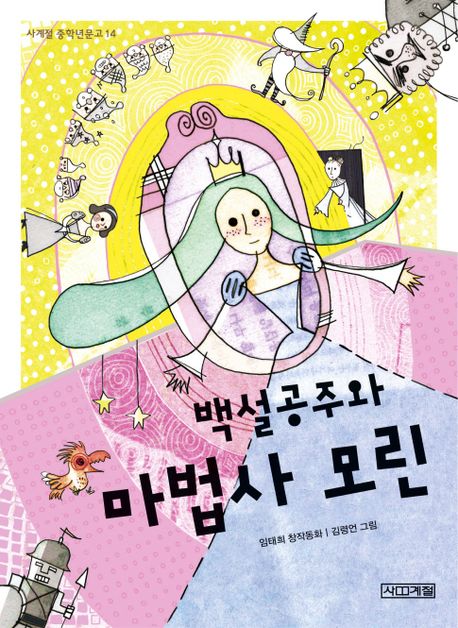 사계절 중학년문고 14
백설공주와
마법사 모린
임태희 창작동화 | 김령언 그림
사계절